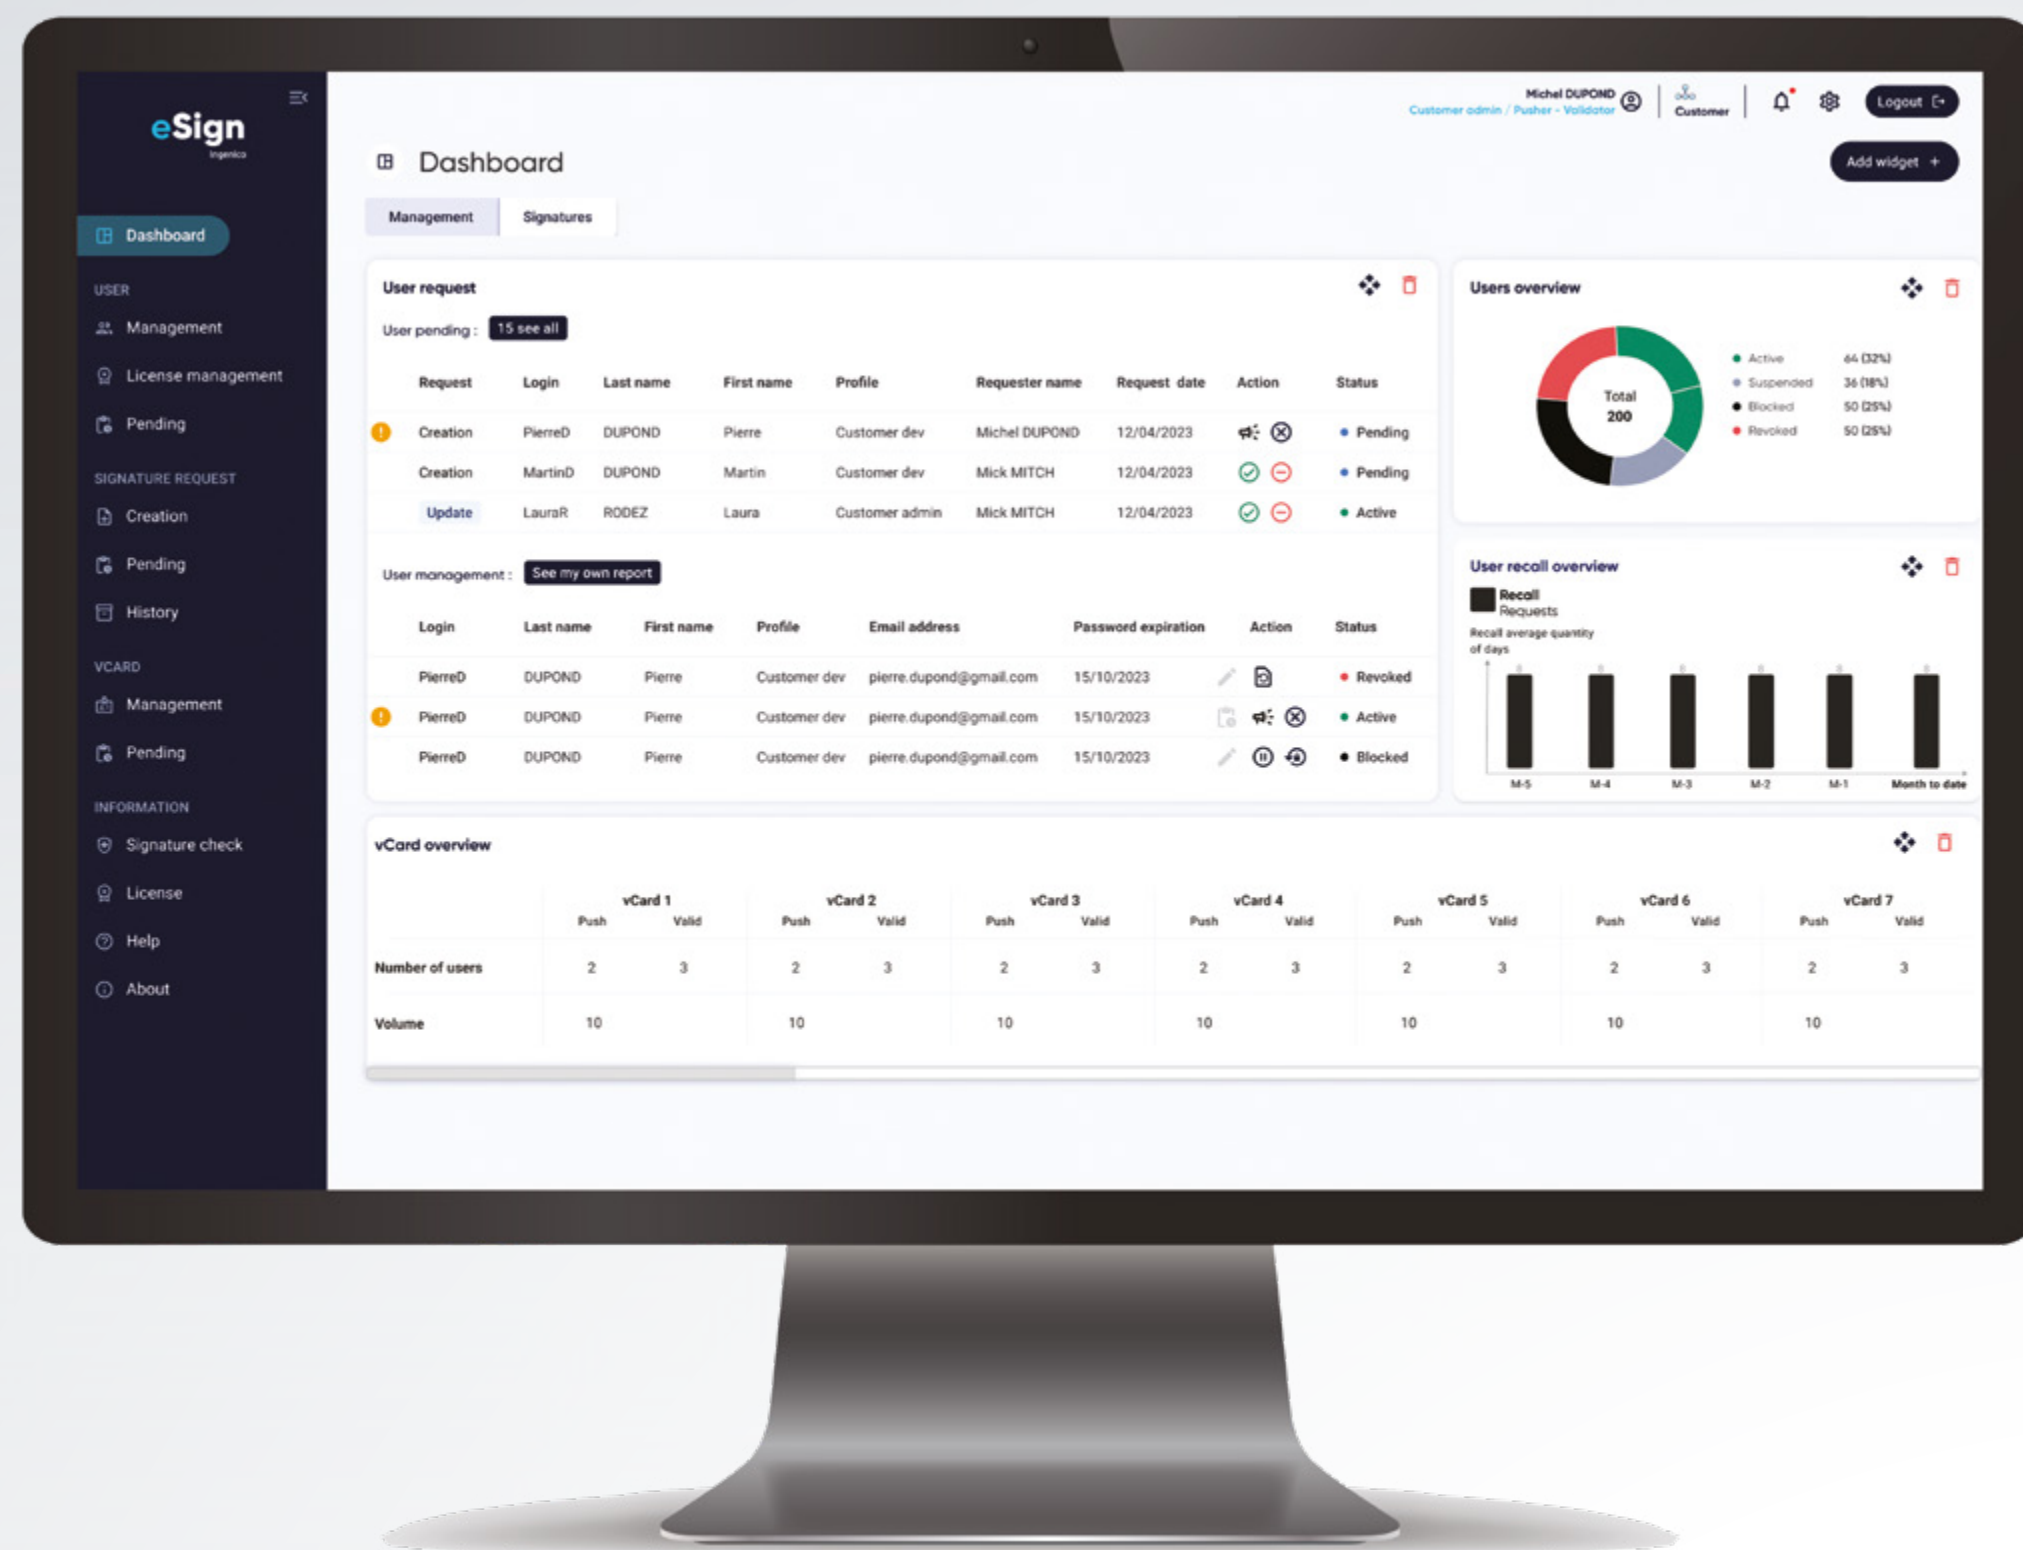 eSign
ingenico
Michel DUPOND
Customer admin / Pusher - Validator
Customer
Logout
Dashboard
Add widget +
Management Signatures
Dashboard
USER
Management
License management
Pending
SIGNATURE REQUEST
Creation
Pending
History
VCARD
Management
Pending
INFORMATION
Signature check
License
Help
About
User request
User pending : 15 see all
Request Login Last name First name Profile Requester name Request date Action Status
Creation PierreD DUPOND Pierre Customer dev Michel DUPOND 12/04/2023 Pending
Creation MartinD DUPOND Martin Customer dev Mick MITCH 12/04/2023 Pending
Update LauraR RODEZ Laura Customer admin Mick MITCH 12/04/2023 Active
User management : See my own report
Login Last name First name Profile Email address Password expiration Action Status
PierreD DUPOND Pierre Customer dev pierre.dupond@gmail.com 15/10/2023 Revoked
PierreD DUPOND Pierre Customer dev pierre.dupond@gmail.com 15/10/2023 Active
PierreD DUPOND Pierre Customer dev pierre.dupond@gmail.com 15/10/2023 Blocked
Users overview
Total
200
Active 64 (32%)
Suspended 36 (18%)
Blocked 50 (25%)
Revoked 50 (25%)
User recall overview
Recall
Requests
Recall average quantity
of days
M-5 M-4 M-3 M-2 M-1 Month to date
vCard overview
vCard 1 vCard 2 vCard 3 vCard 4 vCard 5 vCard 6 vCard 7
Push Valid Push Valid Push Valid Push Valid Push Valid Push Valid Push Valid
Number of users 2 3 2 3 2 3 2 3 2 3 2 3 2 3
Volume 10 10 10 10 10 10 10